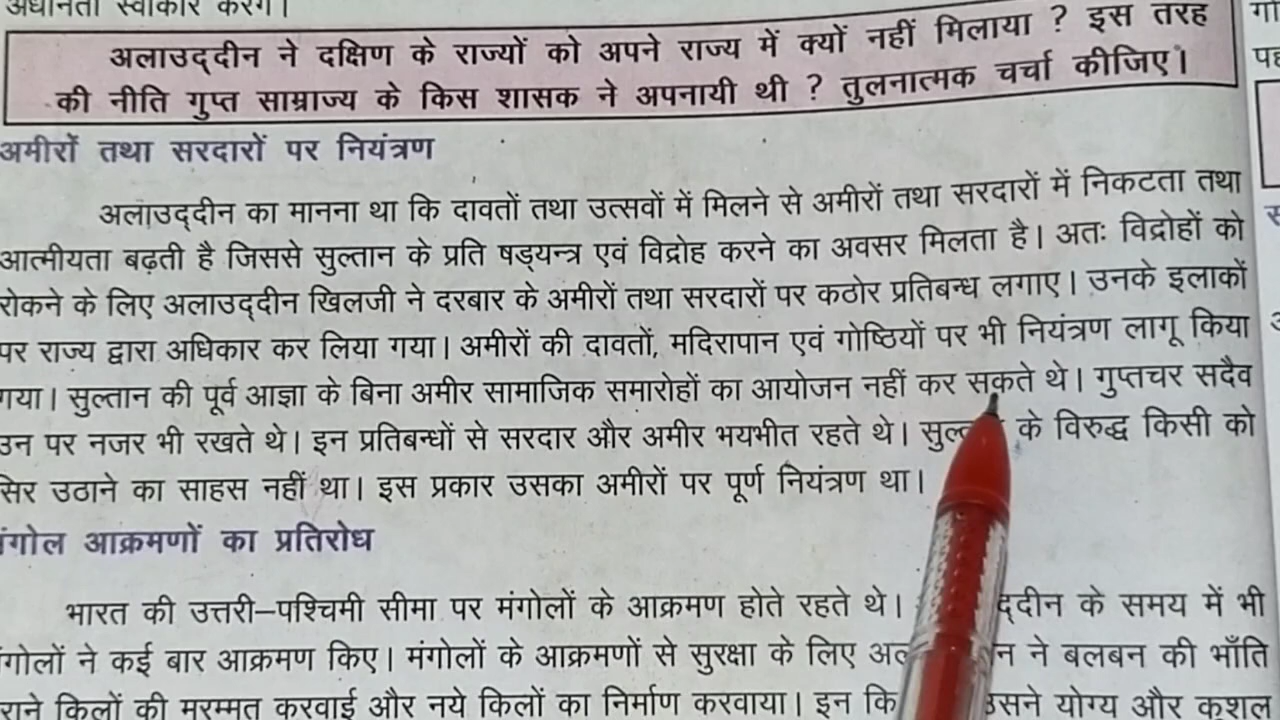 अधीनता स्वीकार करेंगे।
अलाउद्दीन ने दक्षिण के राज्यों को अपने राज्य में क्यों नहीं मिलाया ? इस तरह
की नीति गुप्त साम्राज्य के किस शासक ने अपनायी थी ? तुलनात्मक चर्चा कीजिए।
अमीरों तथा सरदारों पर नियंत्रण
अलाउद्दीन का मानना था कि दावतों तथा उत्सवों में मिलने से अमीरों तथा सरदारों में निकटता तथा
आत्मीयता बढ़ती है जिससे सुल्तान के प्रति षड्यन्त्र एवं विद्रोह करने का अवसर मिलता है। अतः विद्रोहों को
रोकने के लिए अलाउद्दीन खिलजी ने दरबार के अमीरों तथा सरदारों पर कठोर प्रतिबन्ध लगाए। उनके इलाकों
पर राज्य द्वारा अधिकार कर लिया गया। अमीरों की दावतों, मदिरापान एवं गोष्ठियों पर भी नियंत्रण लागू किया
गया। सुल्तान की पूर्व आज्ञा के बिना अमीर सामाजिक समारोहों का आयोजन नहीं कर सकते थे। गुप्तचर सदैव
उन पर नजर भी रखते थे। इन प्रतिबन्धों से सरदार और अमीर भयभीत रहते थे। के विरुद्ध किसी को
सिर उठाने का साहस नहीं था। इस प्रकार उसका अमीरों पर पूर्ण नियंत्रण था।
मंगोल आक्रमणों का प्रतिरोध
भारत की उत्तरी–पश्चिमी सीमा पर मंगोलों के आक्रमण होते रहते थे। द्दीन के समय में भी
गोलों ने कई बार आक्रमण किए। मंगोलों के आक्रमणों से सुरक्षा के लिए अल न ने बलबन की भाँति
राने किलों की मरम्मत करवाई और नये किलों का निर्माण करवाया। इन कि उसने योग्य और कुशल